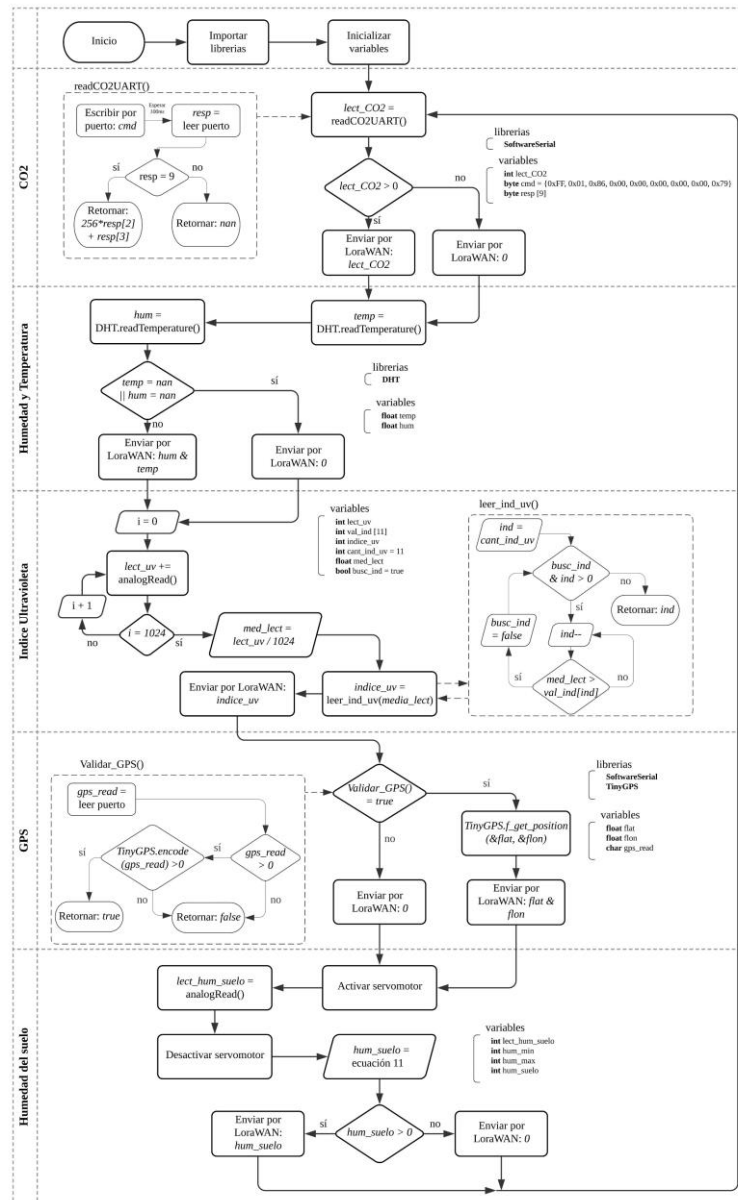 Inicio
Importar
librerias
Inicializar
variables
CO2
readCO2UART()
Escribir por
puerto: cmd
Esperar
100ms
resp =
leer puerto
resp = 9
sí
no
Retornar:
256*resp[2]
+ resp[3]
Retornar: nan
lect_CO2 =
readCO2UART()
lect_CO2 > 0
no
sí
Enviar por
LoraWAN:
lect_CO2
Enviar por
LoraWAN: 0
librerias
SoftwareSerial
variables
int lect_CO2
byte cmd = {0xFF, 0x01, 0x86, 0x00, 0x00, 0x00, 0x00, 0x00, 0x79}
byte resp [9]
Humedad y Temperatura
hum =
DHT.readTemperature()
temp =
DHT.readTemperature()
temp = nan
|| hum = nan
sí
no
Enviar por
LoraWAN: hum &
temp
Enviar por
LoraWAN: 0
librerias
DHT
variables
float temp
float hum
Indice Ultravioleta
i = 0
lect_uv +=
analogRead()
i + 1
i = 1024
no
sí
med_lect =
lect_uv / 1024
Enviar por LoraWAN:
indice_uv
indice_uv =
leer_ind_uv(media_lect)
variables
int lect_uv
int val_ind [11]
int indice_uv
int cant_ind_uv = 11
float med_lect
bool busc_ind = true
leer_ind_uv()
ind =
cant_ind_uv
busc_ind
& ind > 0
no
sí
Retornar: ind
busc_ind
= false
ind--
med_lect >
val_ind[ind]
sí
no
GPS
Validar_GPS()
gps_read =
leer puerto
TinyGPS.encode
(gps_read) >0
sí
gps_read
> 0
sí
no
no
Retornar: true
Retornar: false
Validar_GPS()
= true
sí
no
TinyGPS.f_get_position
(&flat, &flon)
Enviar por
LoraWAN: 0
Enviar por
LoraWAN: flat &
flon
librerias
SoftwareSerial
TinyGPS
variables
float flat
float flon
char gps_read
Humedad del suelo
lect_hum_suelo =
analogRead()
Activar servomotor
Desactivar servomotor
hum_suelo =
ecuación 11
variables
int lect_hum_suelo
int hum_min
int hum_max
int hum_suelo
Enviar por
LoraWAN:
hum_suelo
sí
hum_suelo > 0
no
Enviar por
LoraWAN: 0